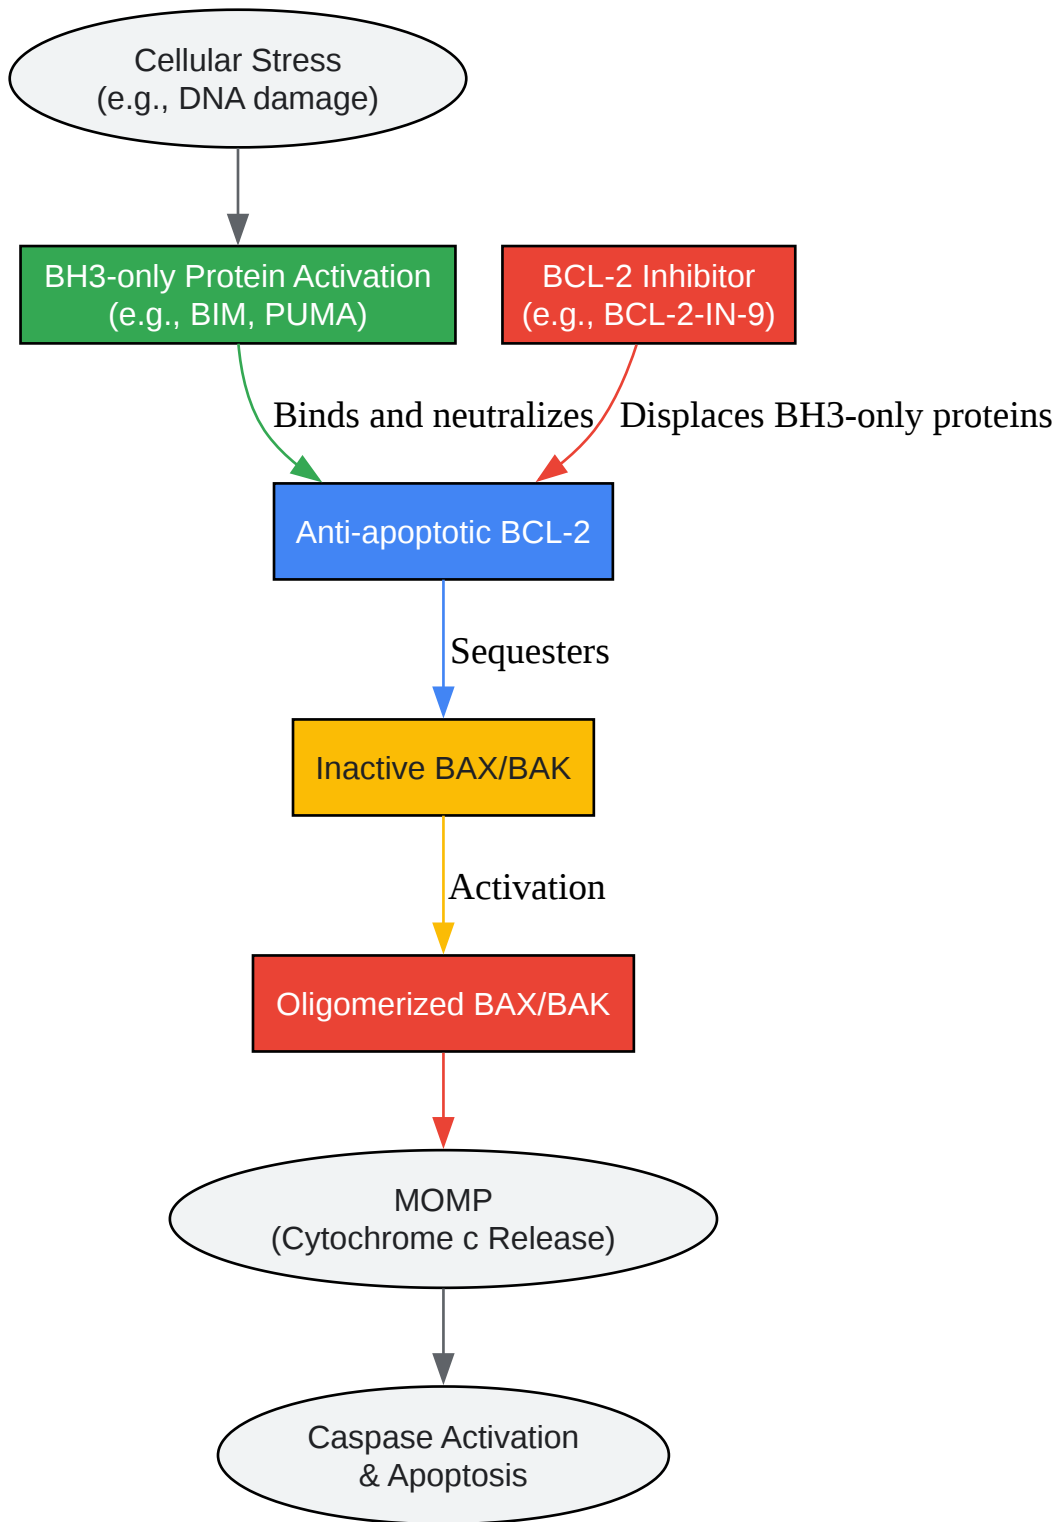 Cellular Stress
(e.g., DNA damage)
BH3-only Protein Activation
(e.g., BIM, PUMA)
BCL-2 Inhibitor
(e.g., BCL-2-IN-9)
Binds and neutralizes
Displaces BH3-only proteins
Anti-apoptotic BCL-2
Sequesters
Inactive BAX/BAK
Activation
Oligomerized BAX/BAK
MOMP
(Cytochrome c Release)
Caspase Activation
& Apoptosis